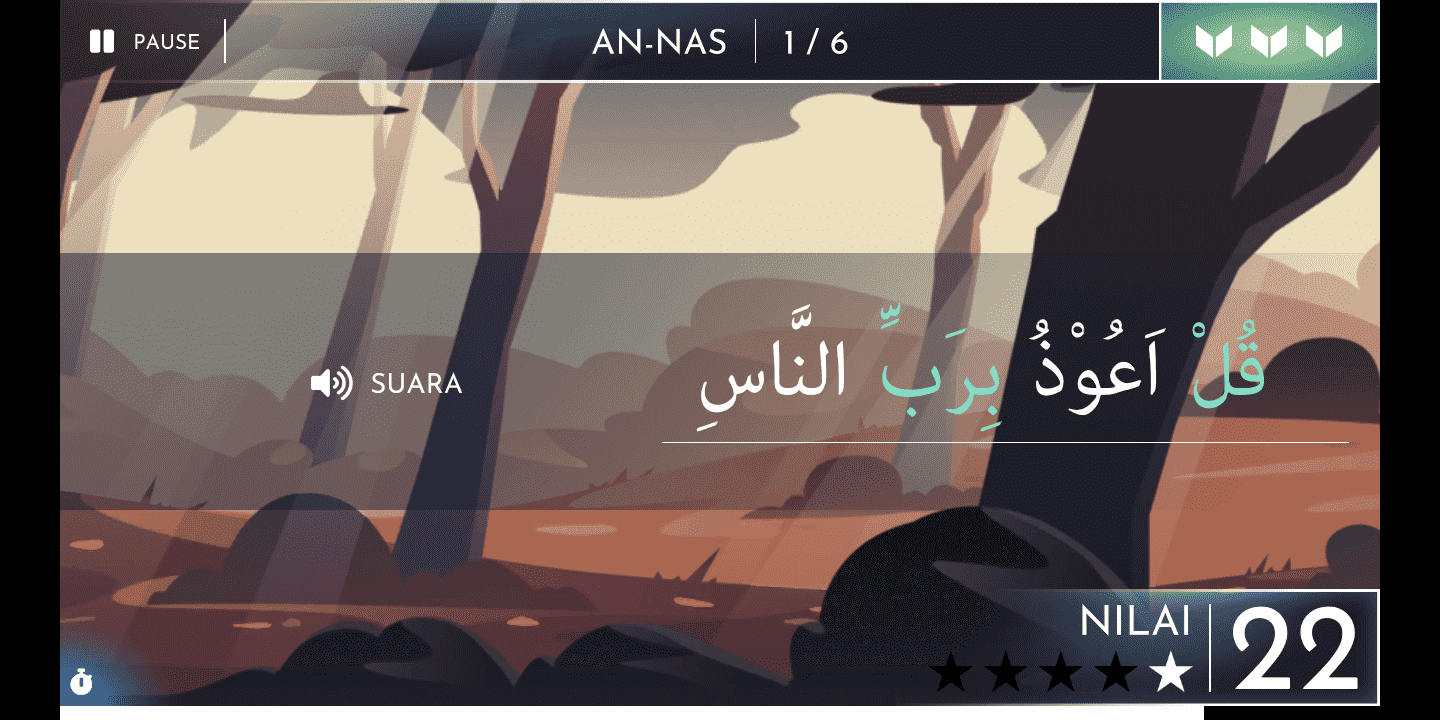 PAUSE AN-NAS 1 / 6
قُلْ اَعُوْذُ بِرَبِّ النَّاسِ
SUARA
NILAI 22